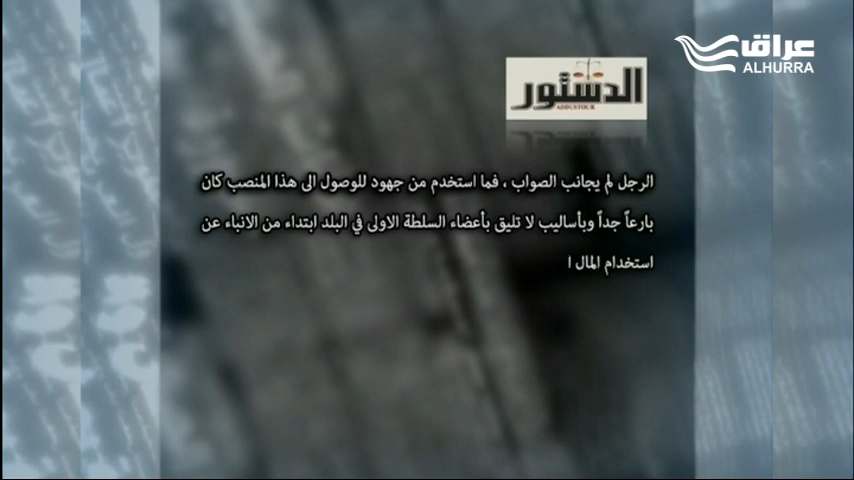 عراق
ALHURRA
الدستور
ADDUSTOUR
الرجل لم يجانب الصواب ، فما استخدم من جهود للوصول الى هذا المنصب كان
بارعاً جداً وبأساليب لا تليق بأعضاء السلطة الاولى في البلد ابتداء من الانباء عن
استخدام المال ا